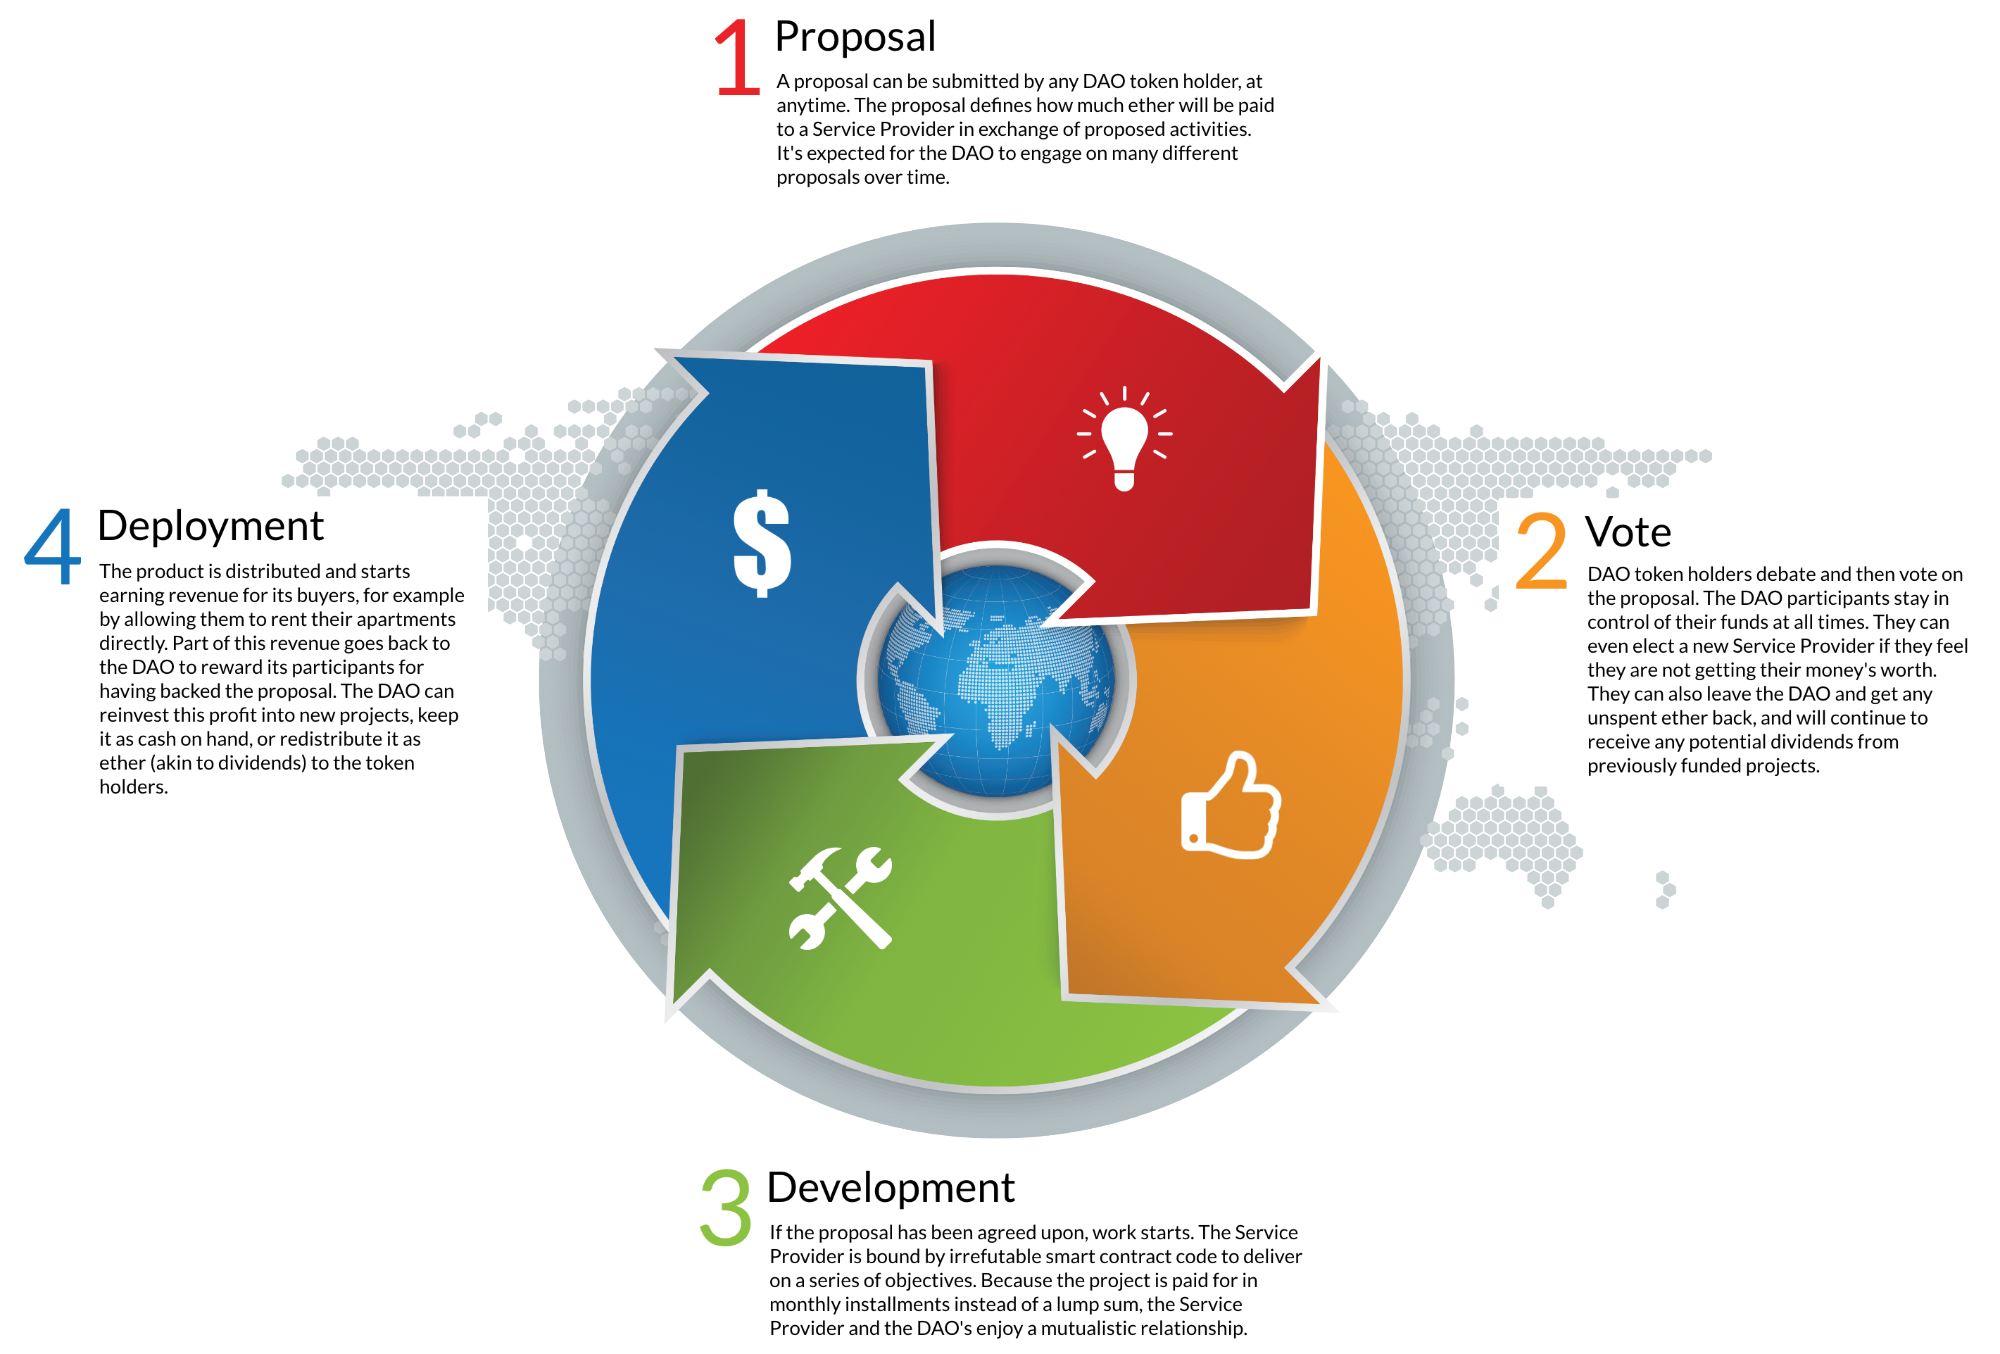 1
Proposal
A proposal can be submitted by any DAO token holder, at
anytime. The proposal defines how much ether will be paid
to a Service Provider in exchange of proposed activities.
It's expected for the DAO to engage on many different
proposals over time.
2
Vote
DAO token holders debate and then vote on
the proposal. The DAO participants stay in
control of their funds at all times. They can
even elect a new Service Provider if they feel
they are not getting their money's worth.
They can also leave the DAO and get any
unspent ether back, and will continue to
receive any potential dividends from
previously funded projects.
3
Development
If the proposal has been agreed upon, work starts. The Service
Provider is bound by irrefutable smart contract code to deliver
on a series of objectives. Because the project is paid for in
monthly installments instead of a lump sum, the Service
Provider and the DAO's enjoy a mutualistic relationship.
4
Deployment
The product is distributed and starts
earning revenue for its buyers, for example
by allowing them to rent their apartments
directly. Part of this revenue goes back to
the DAO to reward its participants for
having backed the proposal. The DAO can
reinvest this profit into new projects, keep
it as cash on hand, or redistribute it as
ether (akin to dividends) to the token
holders.
$